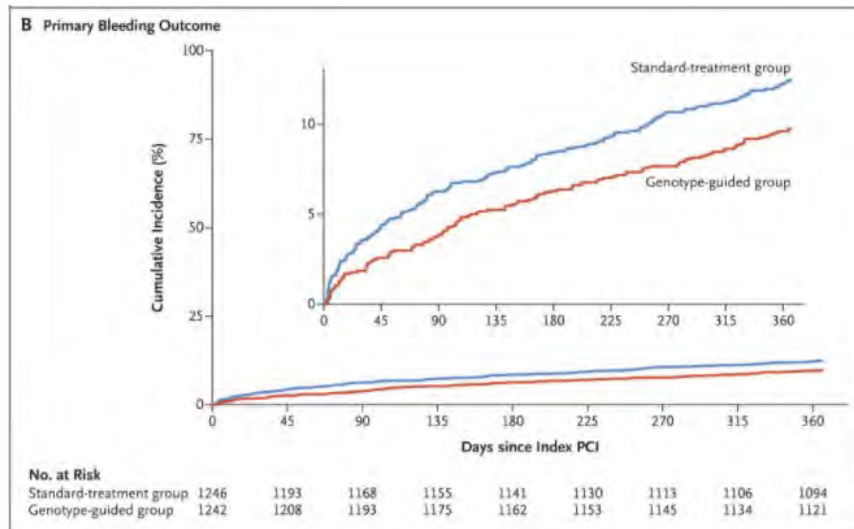 B Primary Bleeding Outcome
100
75
50
25
0
Cumulative Incidence (%)
10
5
0
Standard-treatment group
Genotype-guided group
0 45 90 135 180 225 270 315 360
0 45 90 135 180 225 270 315 360
Days since Index PCI
No. at Risk
Standard-treatment group 1246 1193 1168 1155 1141 1130 1113 1106 1094
Genotype-guided group 1242 1208 1193 1175 1162 1153 1145 1134 1121